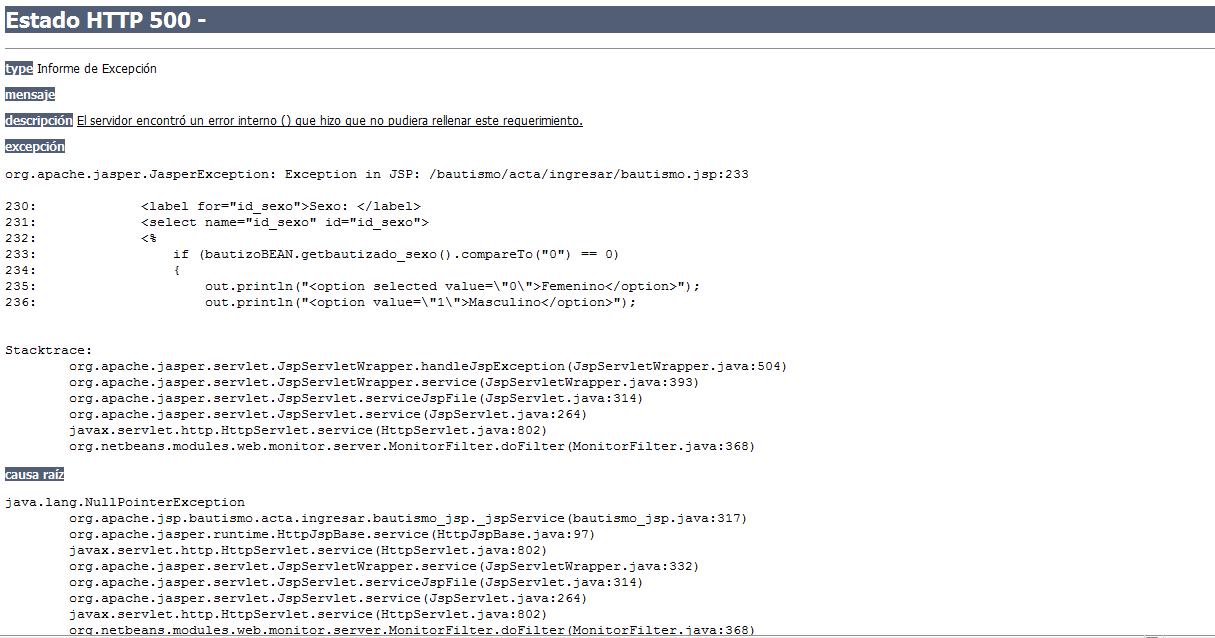 Estado HTTP 500 -
type Informe de Excepción
mensaje
descripción El servidor encontró un error interno () que hizo que no pudiera rellenar este requerimiento.
excepción
org.apache.jasper.JasperException: Exception in JSP: /bautismo/acta/ingresar/bautismo.jsp:233
230:             <label for="id_sexo">Sexo: </label>
231:             <select name="id_sexo" id="id_sexo">
232:             <%
233:                 if (bautizoBEAN.getbautizado_sexo().compareTo("0") == 0)
234:                 {
235:                     out.println("<option selected value=\"0\">Femenino</option>");
236:                     out.println("<option value=\"1\">Masculino</option>");
Stacktrace:
org.apache.jasper.servlet.JspServletWrapper.handleJspException(JspServletWrapper.java:504)
org.apache.jasper.servlet.JspServletWrapper.service(JspServletWrapper.java:393)
org.apache.jasper.servlet.JspServlet.serviceJspFile(JspServlet.java:314)
org.apache.jasper.servlet.JspServlet.service(JspServlet.java:264)
javax.servlet.http.HttpServlet.service(HttpServlet.java:802)
org.netbeans.modules.web.monitor.server.MonitorFilter.doFilter(MonitorFilter.java:368)
causa raíz
java.lang.NullPointerException
org.apache.jsp.bautismo.acta.ingresar.bautismo_jsp._jspService(bautismo_jsp.java:317)
org.apache.jasper.runtime.HttpJspBase.service(HttpJspBase.java:97)
javax.servlet.http.HttpServlet.service(HttpServlet.java:802)
org.apache.jasper.servlet.JspServletWrapper.service(JspServletWrapper.java:332)
org.apache.jasper.servlet.JspServlet.serviceJspFile(JspServlet.java:314)
org.apache.jasper.servlet.JspServlet.service(JspServlet.java:264)
javax.servlet.http.HttpServlet.service(HttpServlet.java:802)
org.netbeans.modules.web.monitor.server.MonitorFilter.doFilter(MonitorFilter.java:368)